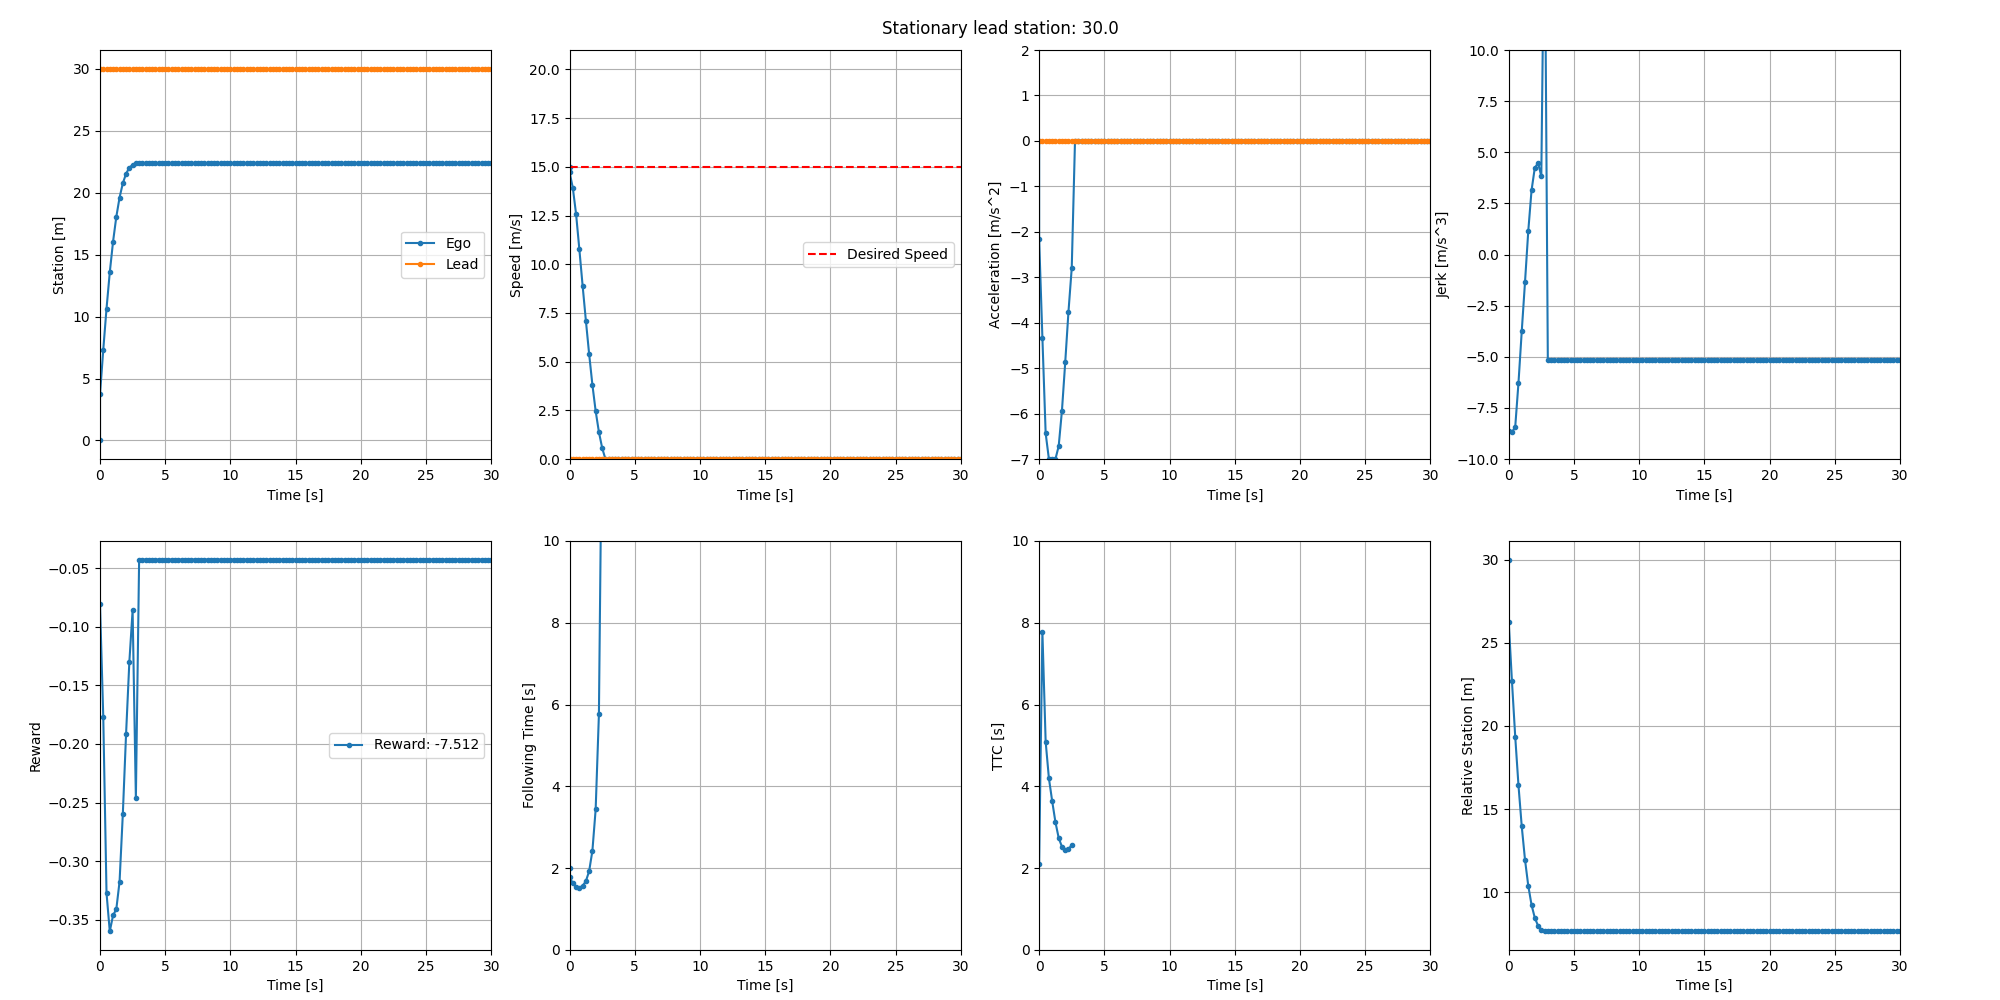 Stationary lead station: 30.0
Station [m]
30
25
20
15
10
5
0
Ego
Lead
0 5 10 15 20 25 30
Time [s]
Speed [m/s]
20.0
17.5
15.0
12.5
10.0
7.5
5.0
2.5
0.0
Desired Speed
0 5 10 15 20 25 30
Time [s]
Acceleration [m/s^2]
2
1
0
−1
−2
−3
−4
−5
−6
−7
0 5 10 15 20 25 30
Time [s]
Jerk [m/s^3]
10.0
7.5
5.0
2.5
0.0
−2.5
−5.0
−7.5
−10.0
0 5 10 15 20 25 30
Time [s]
Reward
−0.05
−0.10
−0.15
−0.20
−0.25
−0.30
−0.35
Reward: -7.512
0 5 10 15 20 25 30
Time [s]
Following Time [s]
10
8
6
4
2
0
0 5 10 15 20 25 30
Time [s]
TTC [s]
10
8
6
4
2
0
0 5 10 15 20 25 30
Time [s]
Relative Station [m]
30
25
20
15
10
0 5 10 15 20 25 30
Time [s]